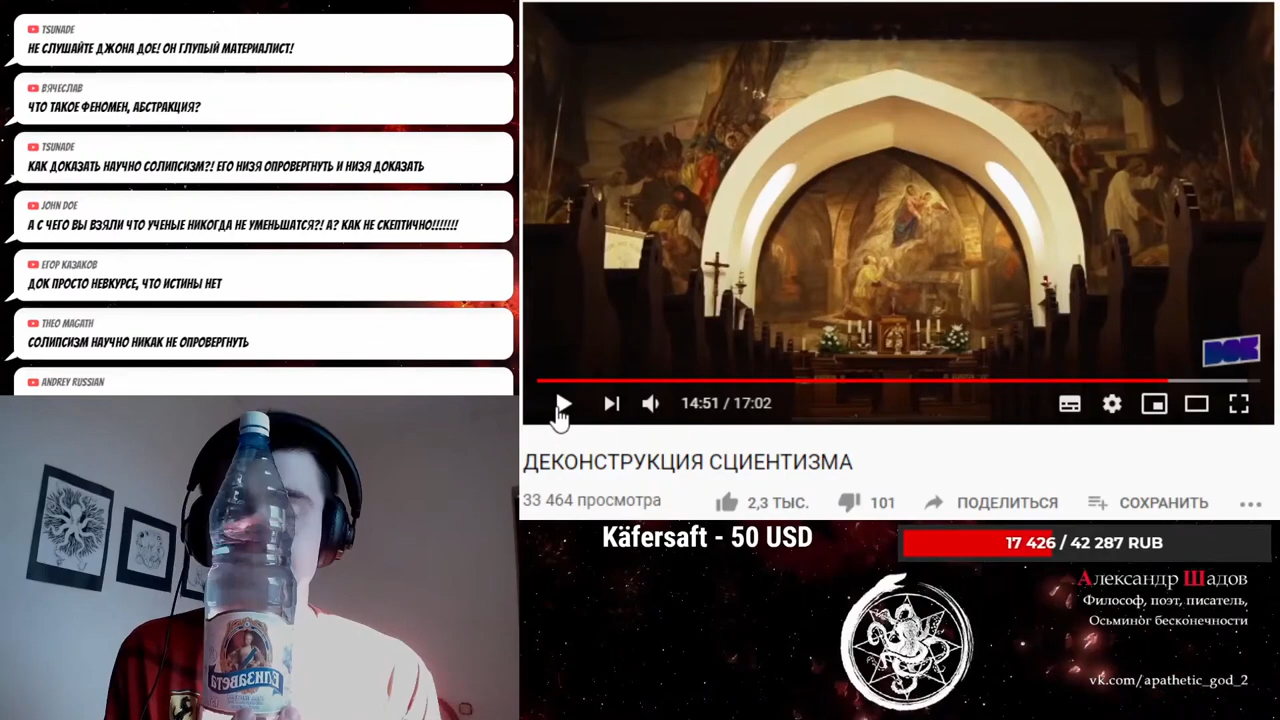 TSUNADE
НЕ СЛУШАЙТЕ ДЖОНА ДОЕ! ОН ГЛУПЫЙ МАТЕРИАЛИСТ!
ВЯЧЕСЛАВ
ЧТО ТАКОЕ ФЕНОМЕН, АБСТРАКЦИЯ?
TSUNADE
КАК ДОКАЗАТЬ НАУЧНО СОЛИПСИЗМ?! ЕГО НИЗЯ ОПРОВЕРГНУТЬ И НИЗЯ ДОКАЗАТЬ
JOHN DOE
А С ЧЕГО ВЫ ВЗЯЛИ ЧТО УЧЕНЫЕ НИКОГДА НЕ УМЕНЬШАТСЯ?! А? КАК НЕ СКЕПТИЧНО!!!!!!!
ЕГОР КАЗАКОВ
ДОК ПРОСТО НЕВКУРСЕ, ЧТО ИСТИНЫ НЕТ
THEO MAGATH
СОЛИПСИЗМ НАУЧНО НИКАК НЕ ОПРОВЕРГНУТЬ
ANDREY RUSSIAN
ЕЛИЗАВЕТА
DOK
14:51 / 17:02
ДЕКОНСТРУКЦИЯ СЦИЕНТИЗМА
33 464 просмотра
2,3 ТЫС.
101
ПОДЕЛИТЬСЯ
СОХРАНИТЬ
Käfersaft - 50 USD
17 426 / 42 287 RUB
Александр Шадов
Философ, поэт, писатель,
Осьминог бесконечности
vk.com/apathetic_god_2